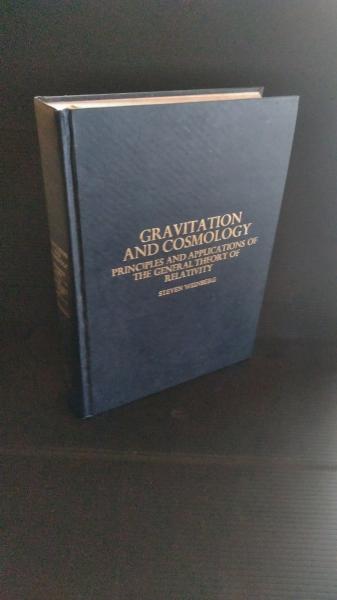 GRAVITATION
AND COSMOLOGY
PRINCIPLES AND APPLICATIONS OF
THE GENERAL THEORY OF
RELATIVITY
STEVEN WEINBERG